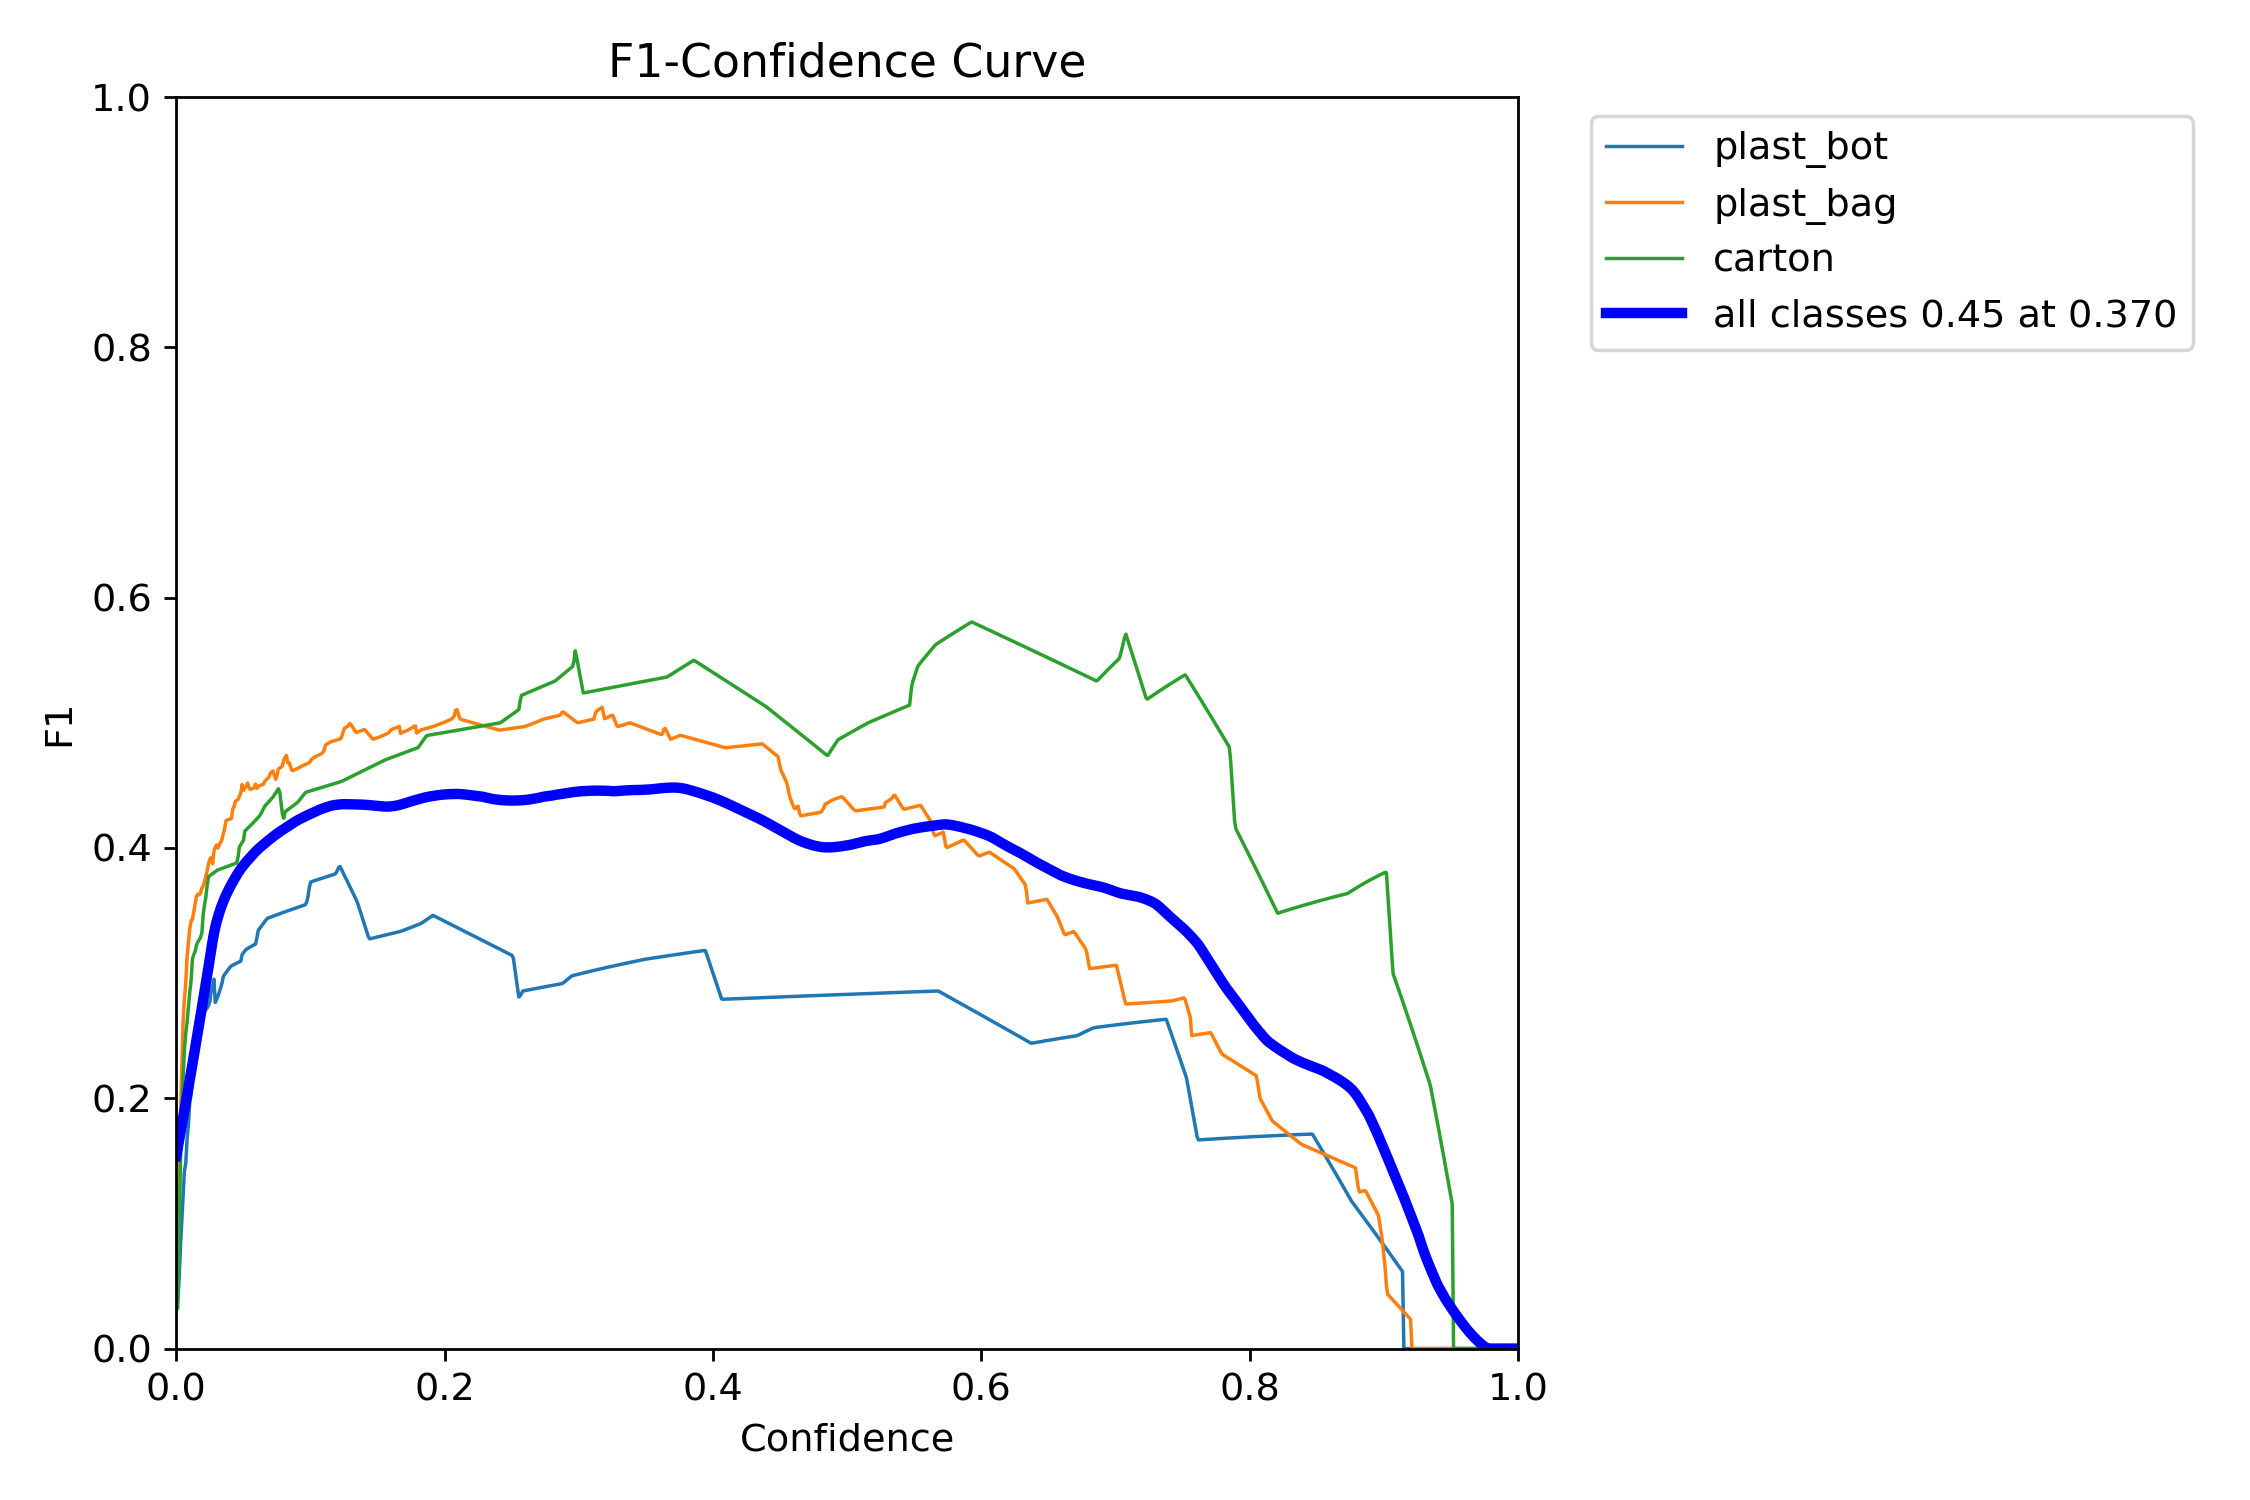 F1-Confidence Curve
1.0
0.8
0.6
0.4
0.2
0.0
F1
0.0 0.2 0.4 0.6 0.8 1.0
Confidence
plast_bot
plast_bag
carton
all classes 0.45 at 0.370